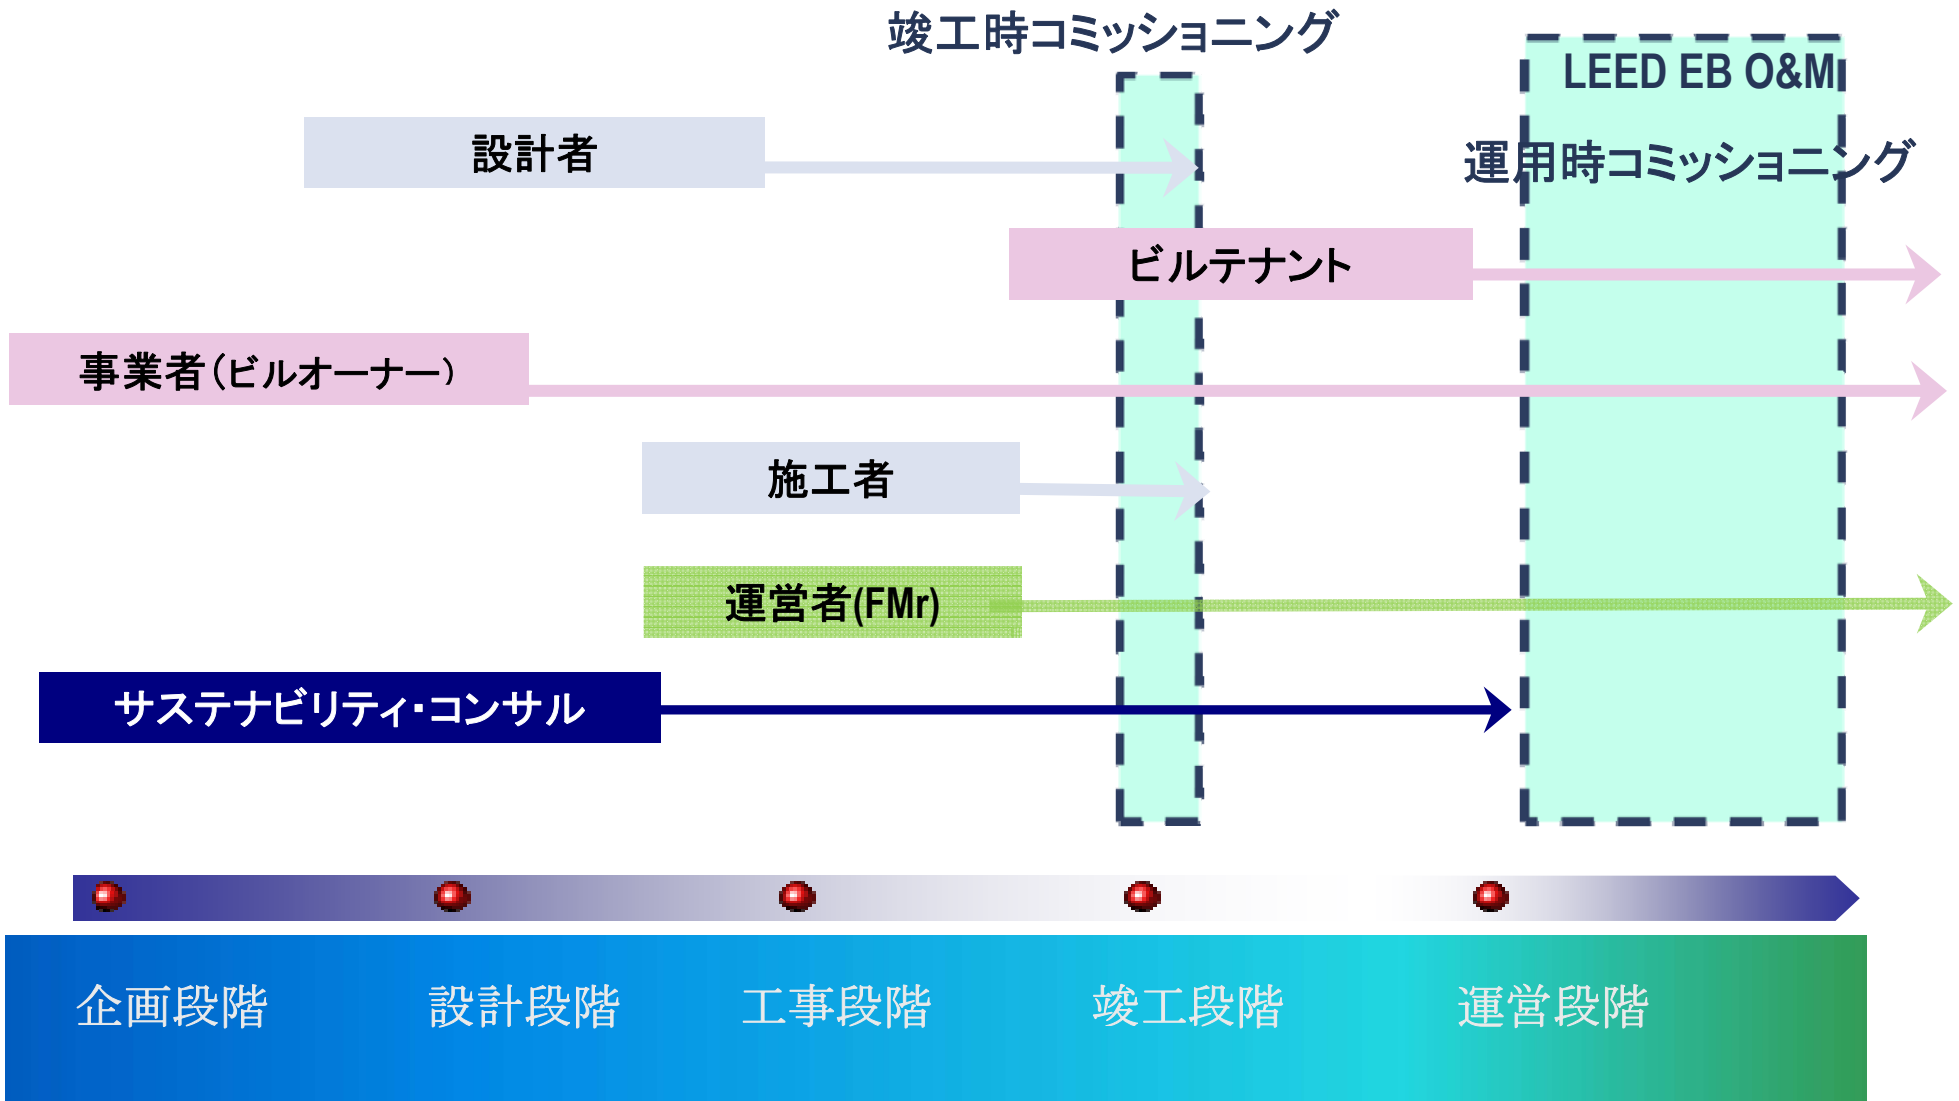 竣工時コミッショニング
LEED EB O&M
運用時コミッショニング
設計者
ビルテナント
事業者（ビルオーナー）
施工者
運営者(FMr)
サステナビリティ・コンサル
企画段階
設計段階
工事段階
竣工段階
運営段階